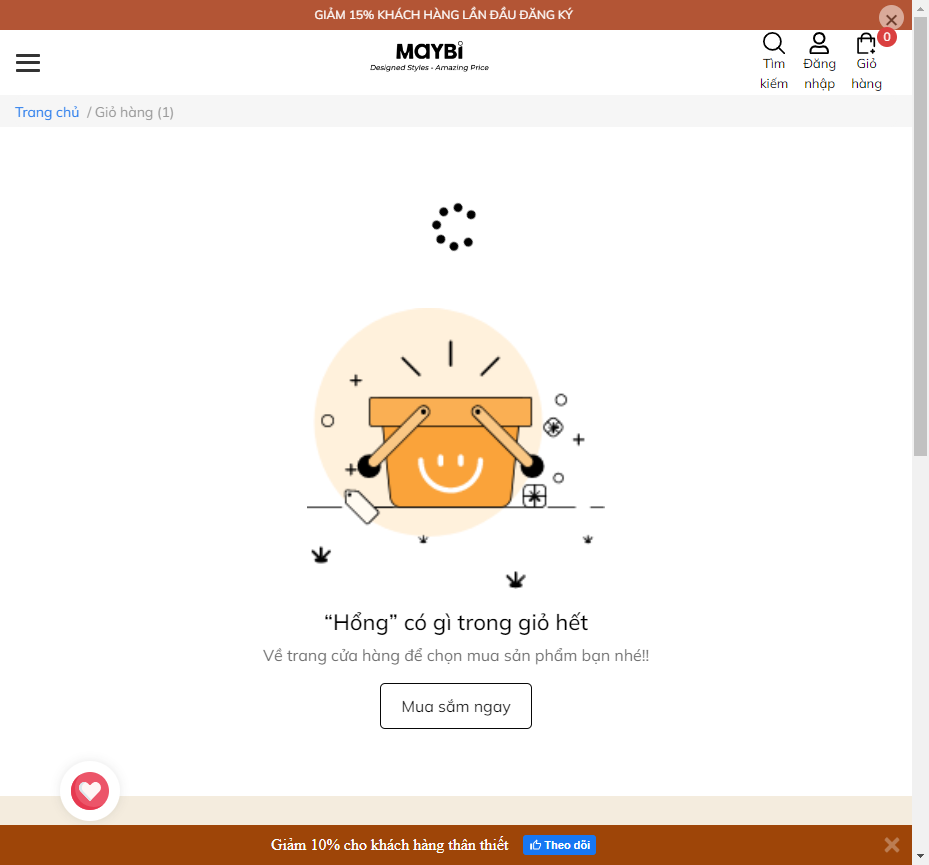 GIẢM 15% KHÁCH HÀNG LẦN ĐẦU ĐĂNG KÝ
MAYBI
Designed Styles - Amazing Price
Tìm kiếm
Đăng nhập
Giỏ hàng
0
Trang chủ / Giỏ hàng (1)
“Hổng” có gì trong giỏ hết
Về trang cửa hàng để chọn mua sản phẩm bạn nhé!!
Mua sắm ngay
Giảm 10% cho khách hàng thân thiết
Theo dõi